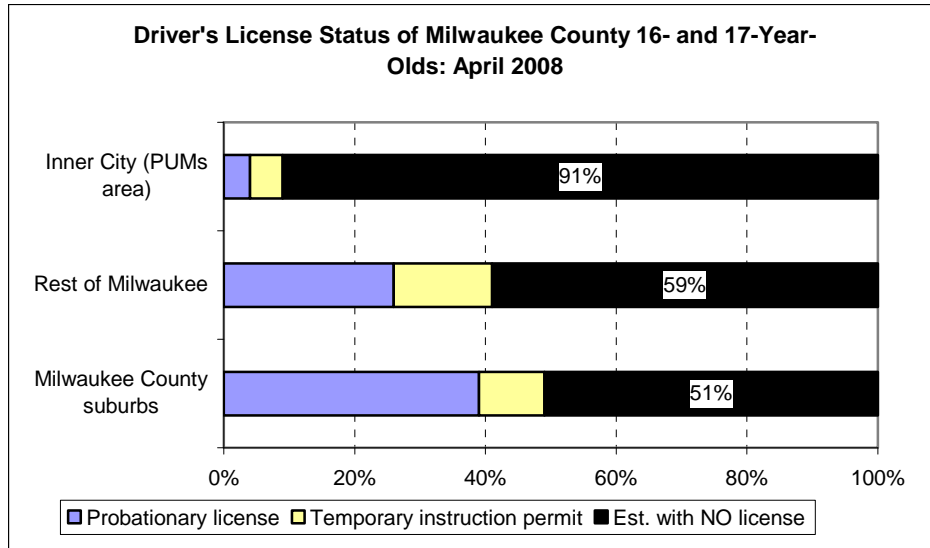 Driver's License Status of Milwaukee County 16- and 17-Year-
Olds: April 2008
Inner City (PUMs
area)
91%
Rest of Milwaukee
59%
Milwaukee County
suburbs
51%
0% 20% 40% 60% 80% 100%
Probationary license Temporary instruction permit Est. with NO license